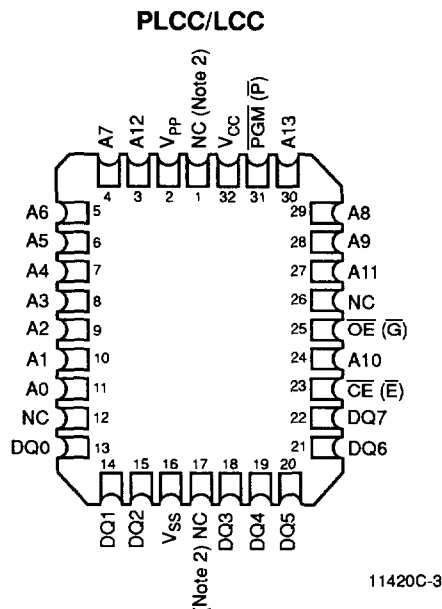 PLCC/LCC
A7
A12
VPP
NC (Note 2)
VCC
P̅G̅M̅ (P̅)
A13
4
3
2
1
32
31
30
A6
5
29
A8
A5
6
28
A9
A4
7
27
A11
A3
8
26
NC
A2
9
25
O̅E̅ (G̅)
A1
10
24
A10
A0
11
23
C̅E̅ (E̅)
NC
12
22
DQ7
DQ0
13
21
DQ6
14
15
16
17
18
19
20
DQ1
DQ2
VSS
(Note 2) NC
DQ3
DQ4
DQ5
11420C-3